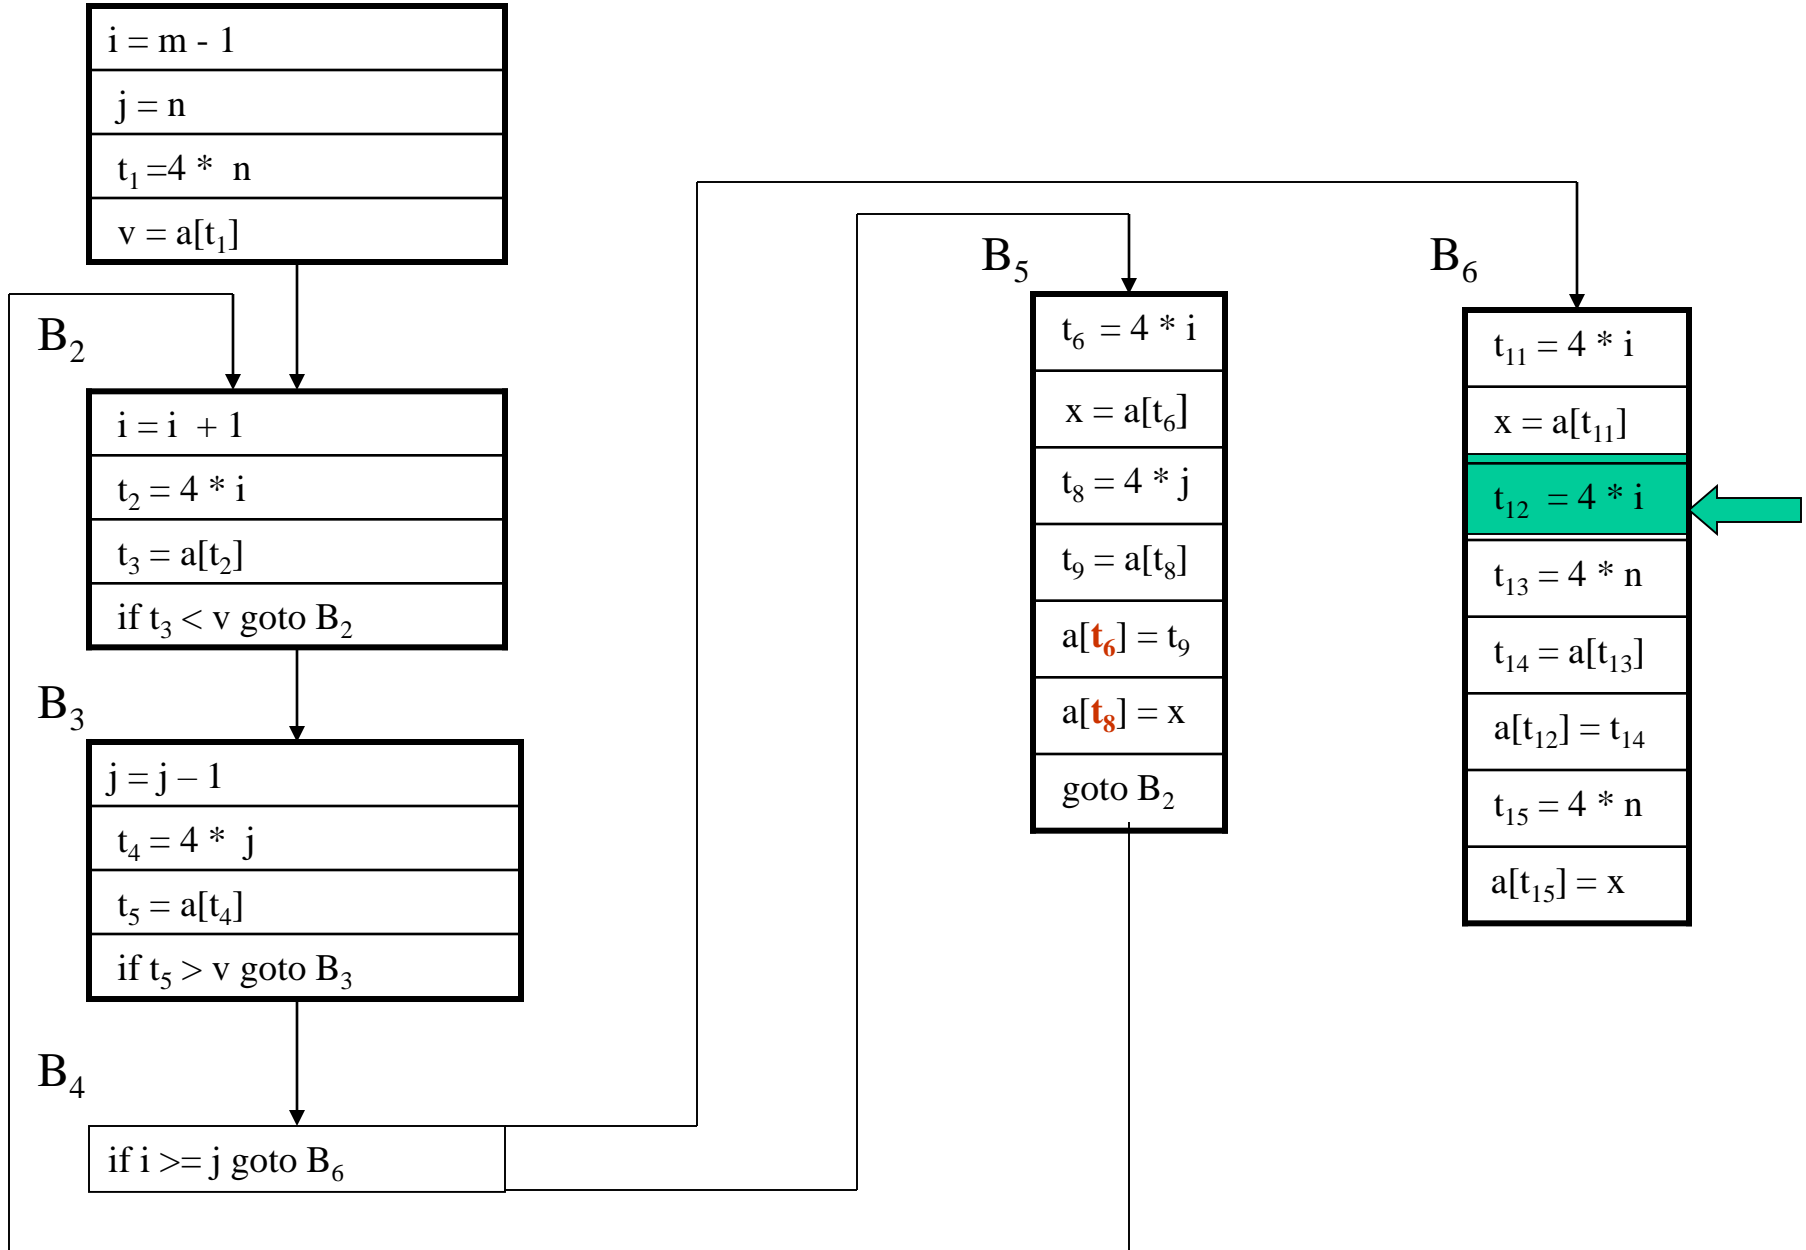 i = m - 1
j = n
t₁ =4 * n
v = a[t₁]
B₂
i = i + 1
t₂ = 4 * i
t₃ = a[t₂]
if t₃ < v goto B₂
B₃
j = j – 1
t₄ = 4 * j
t₅ = a[t₄]
if t₅ > v goto B₃
B₄
if i >= j goto B₆
B₅
t₆ = 4 * i
x = a[t₆]
t₈ = 4 * j
t₉ = a[t₈]
a[t₆] = t₉
a[t₈] = x
goto B₂
B₆
t₁₁ = 4 * i
x = a[t₁₁]
t₁₂ = 4 * i
t₁₃ = 4 * n
t₁₄ = a[t₁₃]
a[t₁₂] = t₁₄
t₁₅ = 4 * n
a[t₁₅] = x